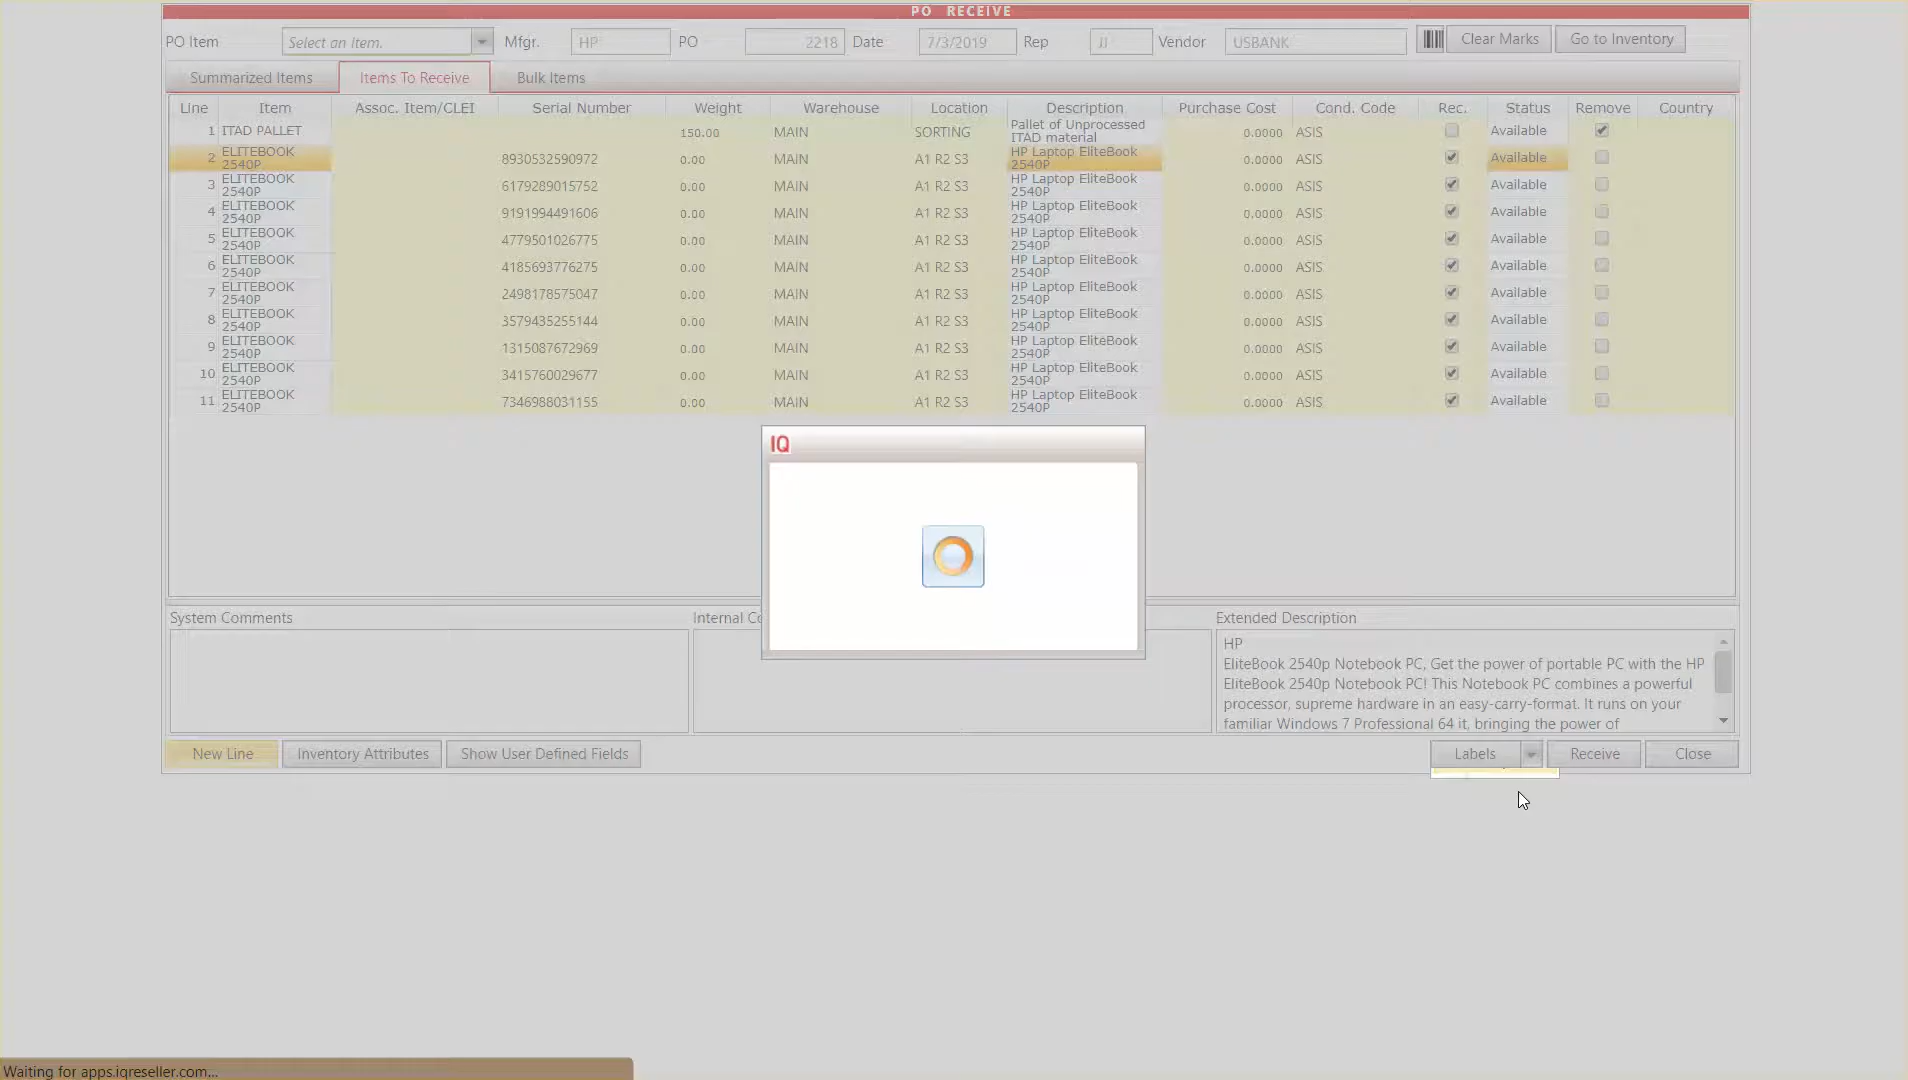 PO RECEIVE
PO Item Select an item. Mfgr. HP PO 2218 Date 7/3/2019 Rep JJ Vendor USBANK Clear Marks Go to Inventory
Summarized Items Items To Receive Bulk Items
Line Item Assoc. Item/CLEI Serial Number Weight Warehouse Location Description Purchase Cost Cond. Code Rec. Status Remove Country
1 ITAD PALLET 150.00 MAIN SORTING Pallet of Unprocessed 0.0000 ASIS Available
ITAD material
2 ELITEBOOK 8930532590972 0.00 MAIN A1 R2 S3 HP Laptop EliteBook 0.0000 ASIS Available
2540P 2540P
3 ELITEBOOK 6179289015752 0.00 MAIN A1 R2 S3 HP Laptop EliteBook 0.0000 ASIS Available
2540P 2540P
4 ELITEBOOK 9191994491606 0.00 MAIN A1 R2 S3 HP Laptop EliteBook 0.0000 ASIS Available
2540P 2540P
5 ELITEBOOK 4779501026775 0.00 MAIN A1 R2 S3 HP Laptop EliteBook 0.0000 ASIS Available
2540P 2540P
6 ELITEBOOK 4185693776275 0.00 MAIN A1 R2 S3 HP Laptop EliteBook 0.0000 ASIS Available
2540P 2540P
7 ELITEBOOK 2498178575047 0.00 MAIN A1 R2 S3 HP Laptop EliteBook 0.0000 ASIS Available
2540P 2540P
8 ELITEBOOK 3579435255144 0.00 MAIN A1 R2 S3 HP Laptop EliteBook 0.0000 ASIS Available
2540P 2540P
9 ELITEBOOK 1315087672969 0.00 MAIN A1 R2 S3 HP Laptop EliteBook 0.0000 ASIS Available
2540P 2540P
10 ELITEBOOK 3415760029677 0.00 MAIN A1 R2 S3 HP Laptop EliteBook 0.0000 ASIS Available
2540P 2540P
11 ELITEBOOK 7346988031155 0.00 MAIN A1 R2 S3 HP Laptop EliteBook 0.0000 ASIS Available
2540P 2540P
IQ
System Comments Internal Co Extended Description
HP
EliteBook 2540p Notebook PC, Get the power of portable PC with the HP
EliteBook 2540p Notebook PC! This Notebook PC combines a powerful
processor, supreme hardware in an easy-carry-format. It runs on your
familiar Windows 7 Professional 64 it, bringing the power of
New Line Inventory Attributes Show User Defined Fields Labels Receive Close
Waiting for apps.iqreseller.com...